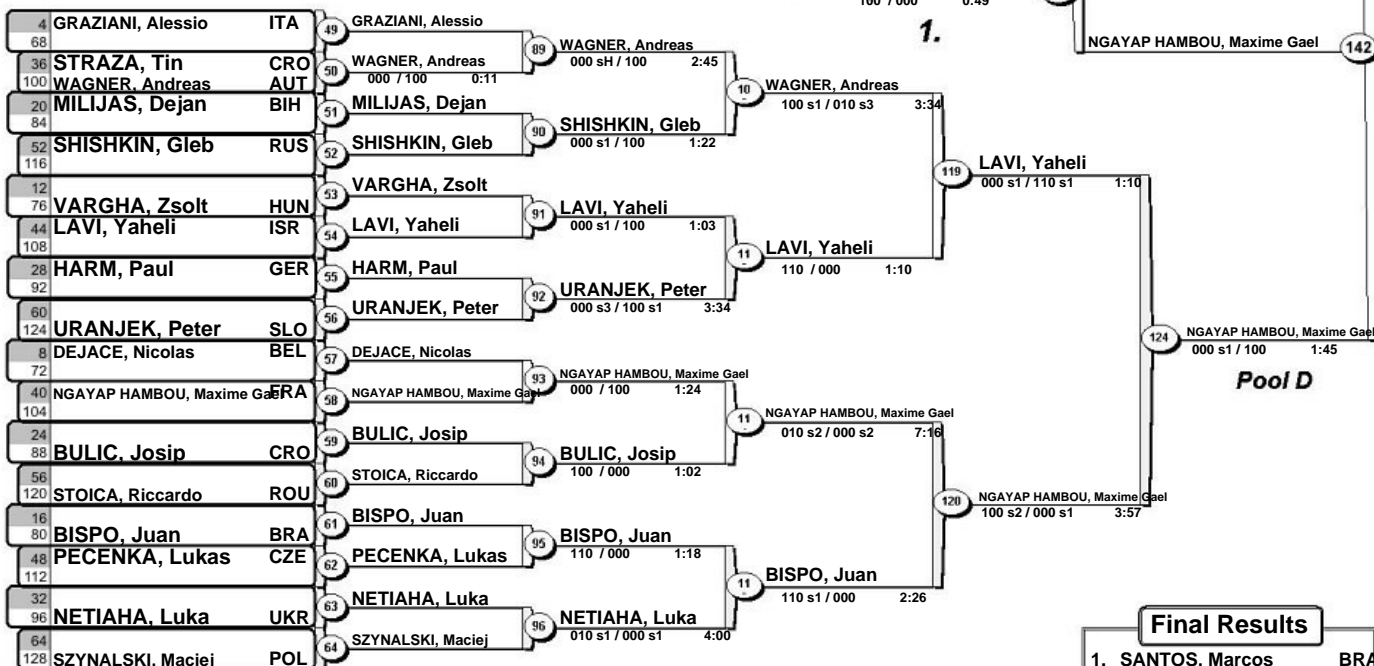 100 / 000 0:49
1.
NGAYAP HAMBOU, Maxime Gael
142
4 GRAZIANI, Alessio ITA
68
36 STRAZA, Tin CRO
100 WAGNER, Andreas AUT
20 MILIJAS, Dejan BIH
84
52 SHISHKIN, Gleb RUS
116
12
76 VARGHA, Zsolt HUN
44 LAVI, Yaheli ISR
108
28 HARM, Paul GER
92
60
124 URANJEK, Peter SLO
8 DEJACE, Nicolas BEL
72
40 NGAYAP HAMBOU, Maxime Gael FRA
104
24
88 BULIC, Josip CRO
56
120 STOICA, Riccardo ROU
16
80 BISPO, Juan BRA
48 PECENKA, Lukas CZE
112
32
96 NETIAHA, Luka UKR
64
128 SZYNALSKI, Maciej POL
49 GRAZIANI, Alessio
50 WAGNER, Andreas
000 / 100 0:11
51 MILIJAS, Dejan
52 SHISHKIN, Gleb
53 VARGHA, Zsolt
54 LAVI, Yaheli
55 HARM, Paul
56 URANJEK, Peter
57 DEJACE, Nicolas
58 NGAYAP HAMBOU, Maxime Gael
59 BULIC, Josip
60 STOICA, Riccardo
61 BISPO, Juan
62 PECENKA, Lukas
63 NETIAHA, Luka
64 SZYNALSKI, Maciej
89 WAGNER, Andreas
000 sH / 100 2:45
90 SHISHKIN, Gleb
000 s1 / 100 1:22
91 LAVI, Yaheli
000 s1 / 100 1:03
92 URANJEK, Peter
000 s3 / 100 s1 3:34
93 NGAYAP HAMBOU, Maxime Gael
000 / 100 1:24
94 BULIC, Josip
100 / 000 1:02
95 BISPO, Juan
110 / 000 1:18
96 NETIAHA, Luka
010 s1 / 000 s1 4:00
10 WAGNER, Andreas
100 s1 / 010 s3 3:34
11 LAVI, Yaheli
110 / 000 1:10
11 NGAYAP HAMBOU, Maxime Gael
010 s2 / 000 s2 7:16
11 BISPO, Juan
110 s1 / 000 2:26
119 LAVI, Yaheli
000 s1 / 110 s1 1:10
120 NGAYAP HAMBOU, Maxime Gael
100 s2 / 000 s1 3:57
124 NGAYAP HAMBOU, Maxime Gael
000 s1 / 100 1:45
Pool D
Final Results
1. SANTOS, Marcos BRA